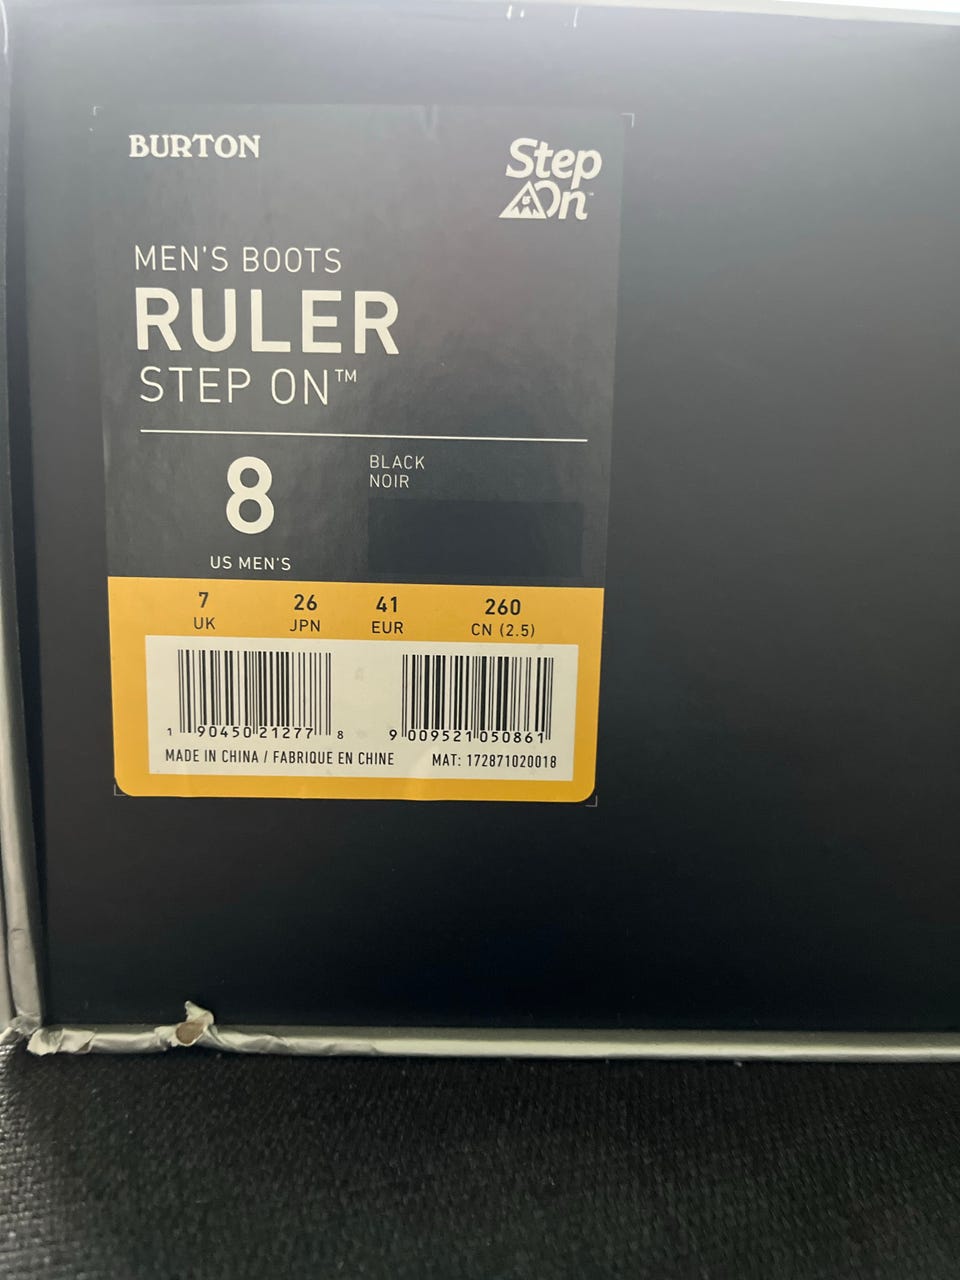 BURTON
Step
On™
MEN'S BOOTS
RULER
STEP ON™
8
US MEN'S
BLACK
NOIR
7 26 41 260
UK JPN EUR CN (2.5)
1 90450 21277 8
9 009521 050861
MADE IN CHINA / FABRIQUE EN CHINE MAT: 172871020018